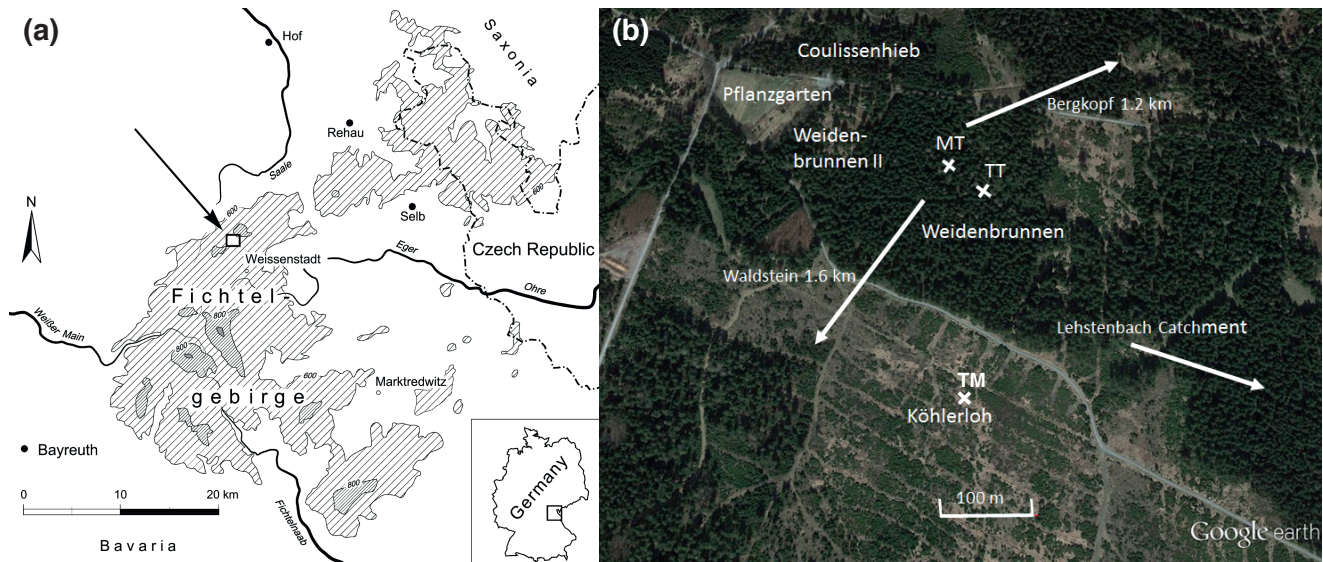 (a)
Hof
Saxonia
Rehau
Saale
600
600
N
Selb
Weissenstadt
Eger
Czech Republic
Ohre
Fichtel-
Weißer Main
800
800
600
Marktredwitz
gebirge
Bayreuth
800
Germany
0 10 20 km
Fichtelnaab
Bavaria
(b)
Coulissenhieb
Pflanzgarten
Bergkopf 1.2 km
Weiden-
brunnen II
MT
TT
Weidenbrunnen
Waldstein 1.6 km
Lehstenbach Catchment
TM
Köhlerloh
100 m
Google earth